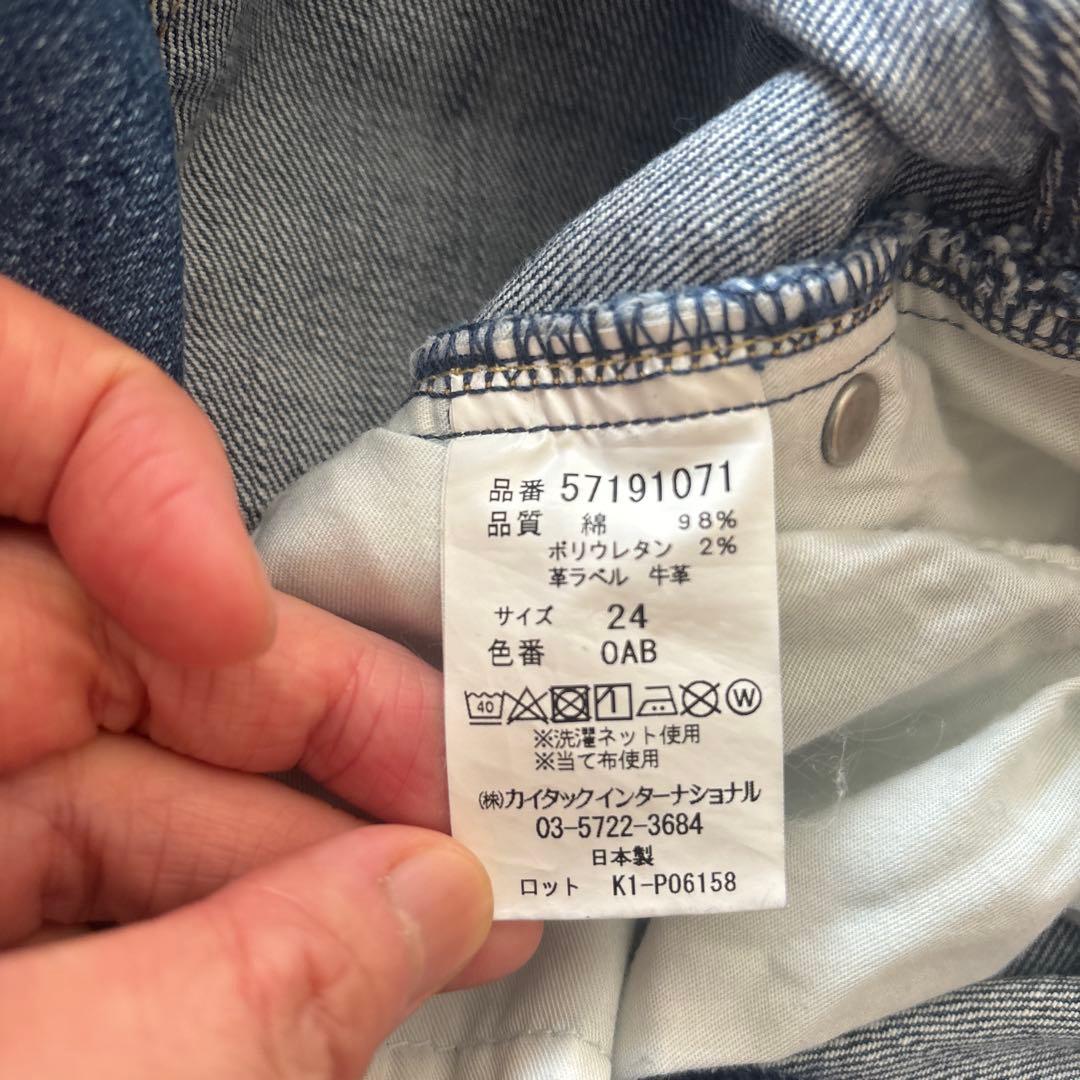 品番 57191071
品質 綿 98%
ポリウレタン 2%
革ラベル 牛革
サイズ 24
色番 0AB
40 W
※洗濯ネット使用
※当て布使用
㈱カイタックインターナショナル
03-5722-3684
日本製
ロット K1-P06158